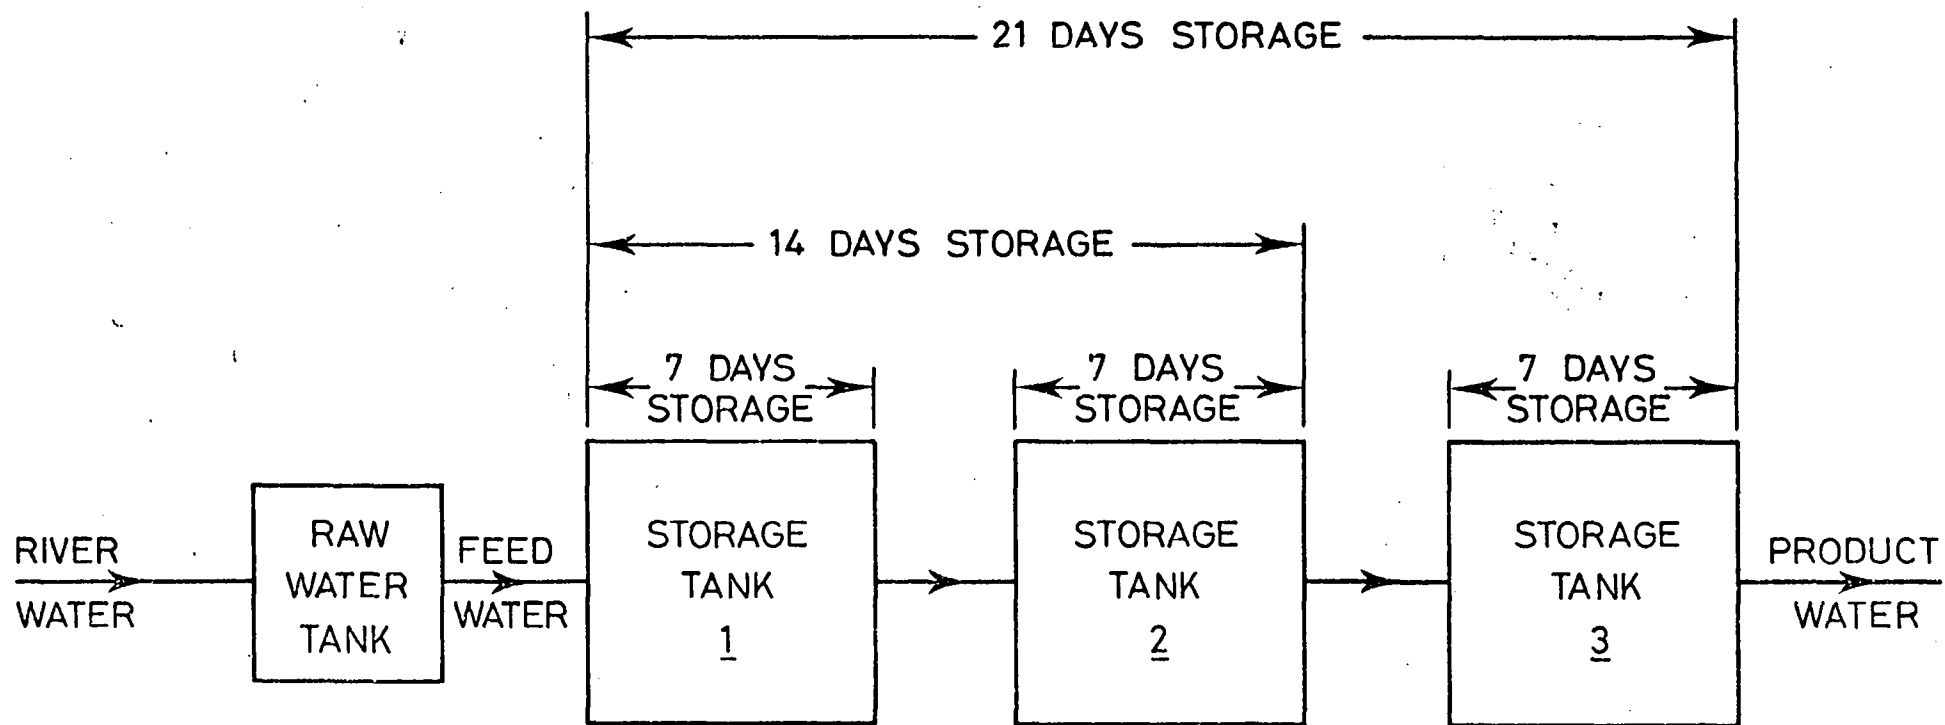 21 DAYS STORAGE
14 DAYS STORAGE
7 DAYS
STORAGE
7 DAYS
STORAGE
7 DAYS
STORAGE
RIVER
WATER
RAW
WATER
TANK
FEED
WATER
STORAGE
TANK
1
STORAGE
TANK
2
STORAGE
TANK
3
PRODUCT
WATER